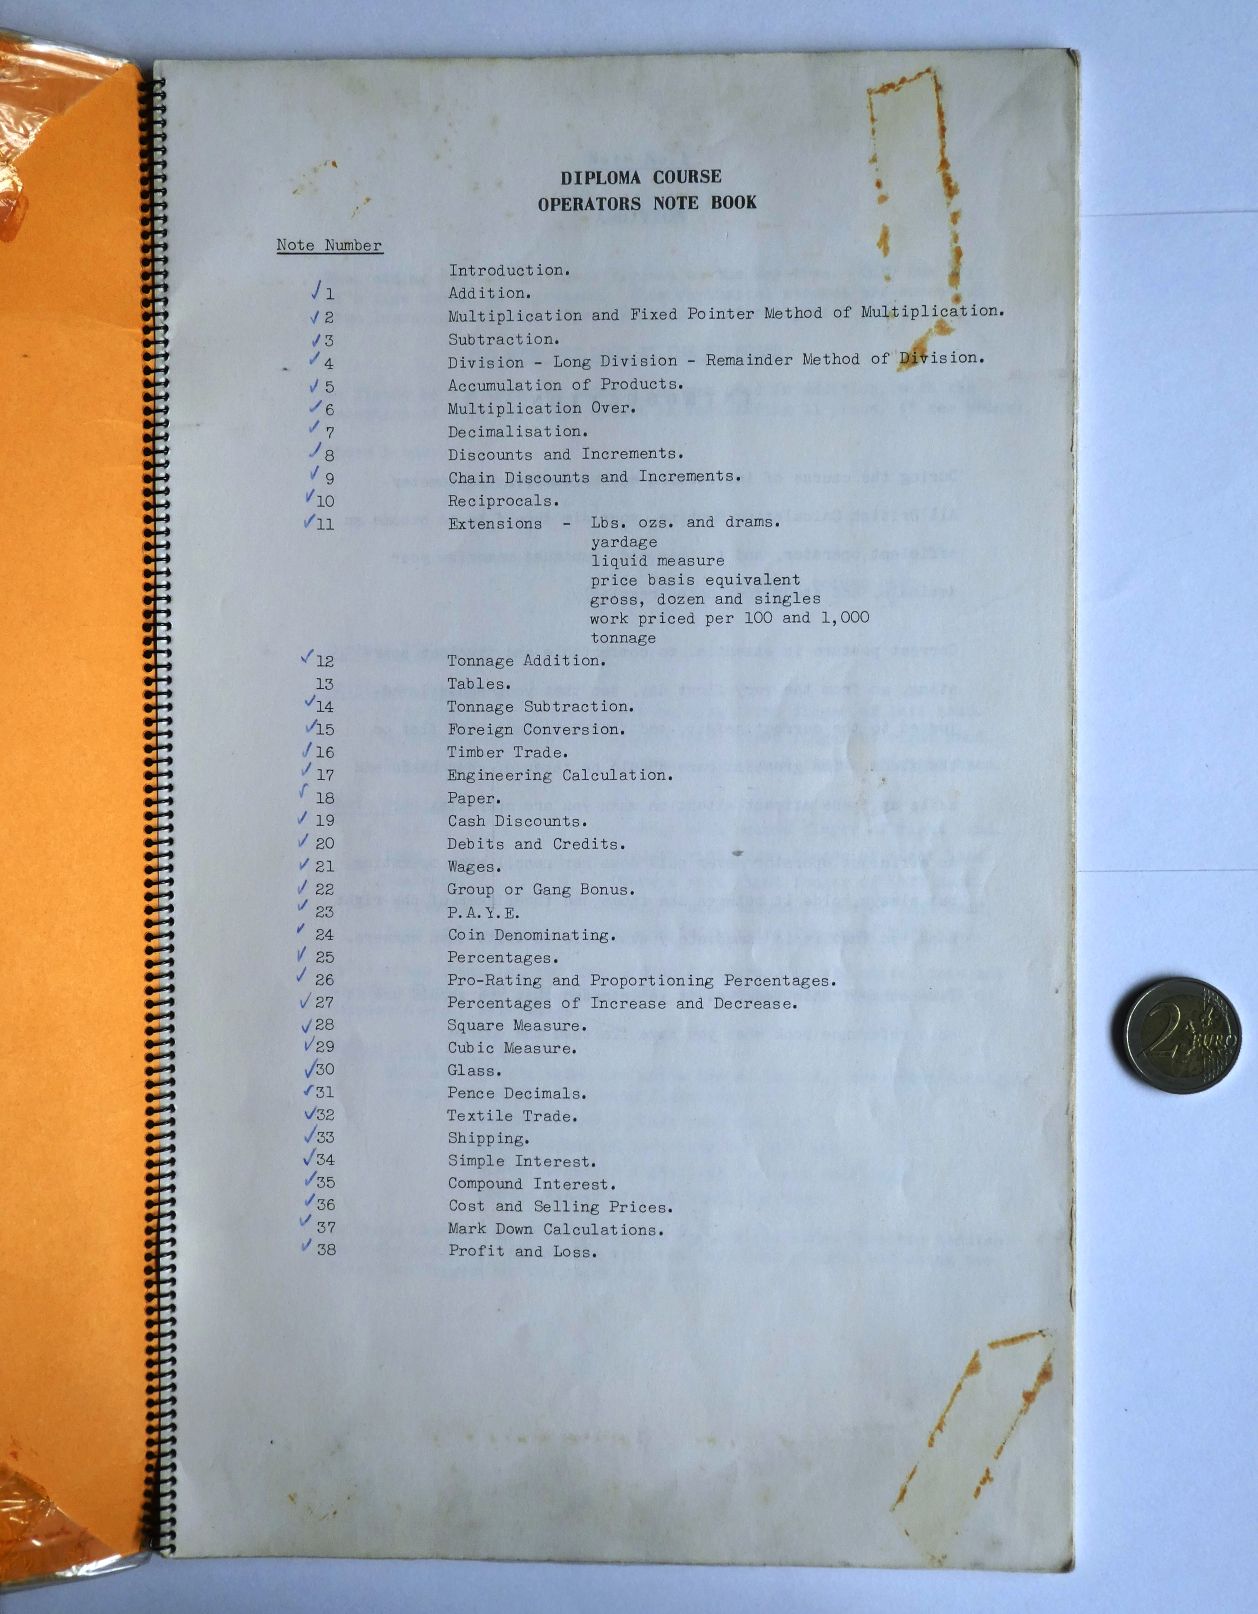 DIPLOMA COURSE
OPERATORS NOTE BOOK
Note Number
Introduction.
✓ 1 Addition.
✓ 2 Multiplication and Fixed Pointer Method of Multiplication.
✓ 3 Subtraction.
✓ 4 Division - Long Division - Remainder Method of Division.
✓ 5 Accumulation of Products.
✓ 6 Multiplication Over.
✓ 7 Decimalisation.
✓ 8 Discounts and Increments.
✓ 9 Chain Discounts and Increments.
✓ 10 Reciprocals.
✓ 11 Extensions - Lbs. ozs. and drams.
yardage
liquid measure
price basis equivalent
gross, dozen and singles
work priced per 100 and 1,000
tonnage
✓ 12 Tonnage Addition.
13 Tables.
✓ 14 Tonnage Subtraction.
✓ 15 Foreign Conversion.
✓ 16 Timber Trade.
✓ 17 Engineering Calculation.
✓ 18 Paper.
✓ 19 Cash Discounts.
✓ 20 Debits and Credits.
✓ 21 Wages.
✓ 22 Group or Gang Bonus.
✓ 23 P.A.Y.E.
✓ 24 Coin Denominating.
✓ 25 Percentages.
✓ 26 Pro-Rating and Proportioning Percentages.
✓ 27 Percentages of Increase and Decrease.
✓ 28 Square Measure.
✓ 29 Cubic Measure.
✓ 30 Glass.
✓ 31 Pence Decimals.
✓ 32 Textile Trade.
✓ 33 Shipping.
✓ 34 Simple Interest.
✓ 35 Compound Interest.
✓ 36 Cost and Selling Prices.
✓ 37 Mark Down Calculations.
✓ 38 Profit and Loss.
2 EURO